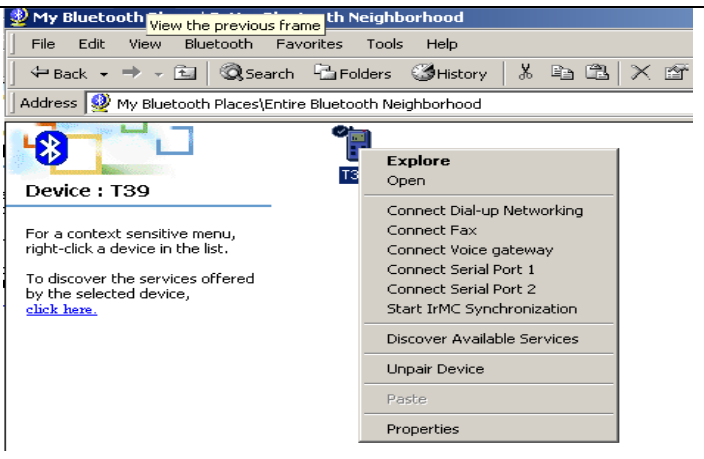 My Bluetooth
th Neighborhood
View the previous frame
File Edit View Bluetooth Favorites Tools Help
Back Search Folders History
Address My Bluetooth Places\Entire Bluetooth Neighborhood
Device : T39
For a context sensitive menu,
right-click a device in the list.
To discover the services offered
by the selected device,
click here.
T3
Explore
Open
Connect Dial-up Networking
Connect Fax
Connect Voice gateway
Connect Serial Port 1
Connect Serial Port 2
Start IrMC Synchronization
Discover Available Services
Unpair Device
Paste
Properties